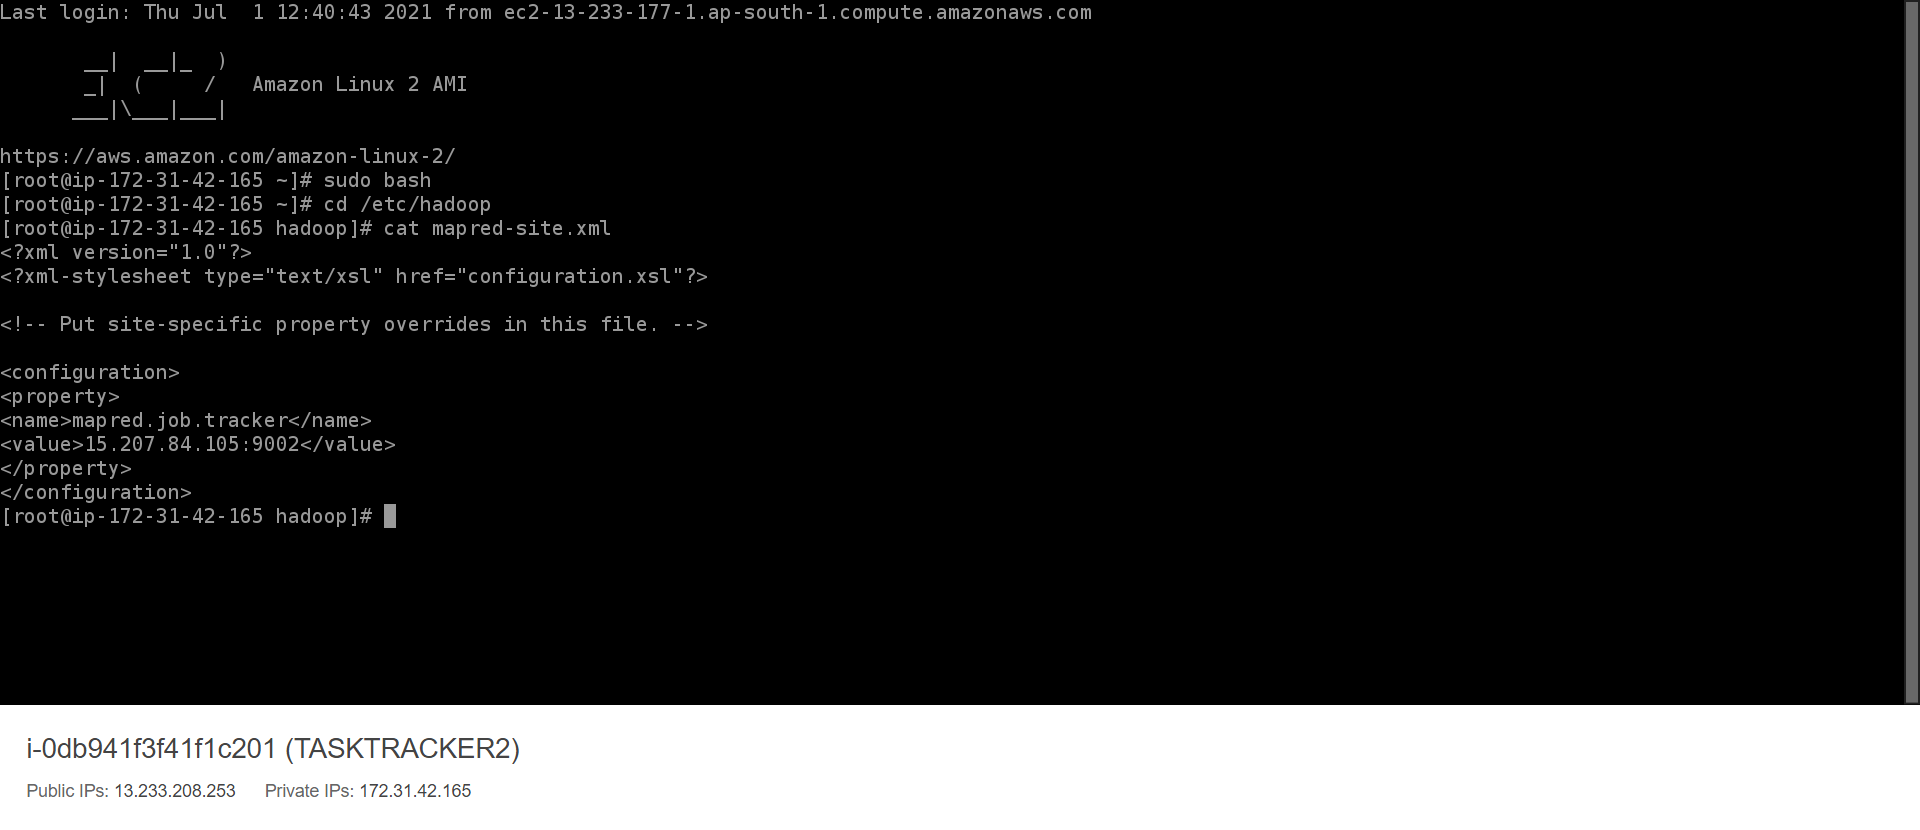 Last login: Thu Jul  1 12:40:43 2021 from ec2-13-233-177-1.ap-south-1.compute.amazonaws.com
       __|  __|_  )
       _|  (     /   Amazon Linux 2 AMI
      ___|\___|___|
https://aws.amazon.com/amazon-linux-2/
[root@ip-172-31-42-165 ~]# sudo bash
[root@ip-172-31-42-165 ~]# cd /etc/hadoop
[root@ip-172-31-42-165 hadoop]# cat mapred-site.xml
<?xml version="1.0"?>
<?xml-stylesheet type="text/xsl" href="configuration.xsl"?>
<!-- Put site-specific property overrides in this file. -->
<configuration>
<property>
<name>mapred.job.tracker</name>
<value>15.207.84.105:9002</value>
</property>
</configuration>
[root@ip-172-31-42-165 hadoop]#
i-0db941f3f41f1c201 (TASKTRACKER2)
Public IPs: 13.233.208.253 Private IPs: 172.31.42.165